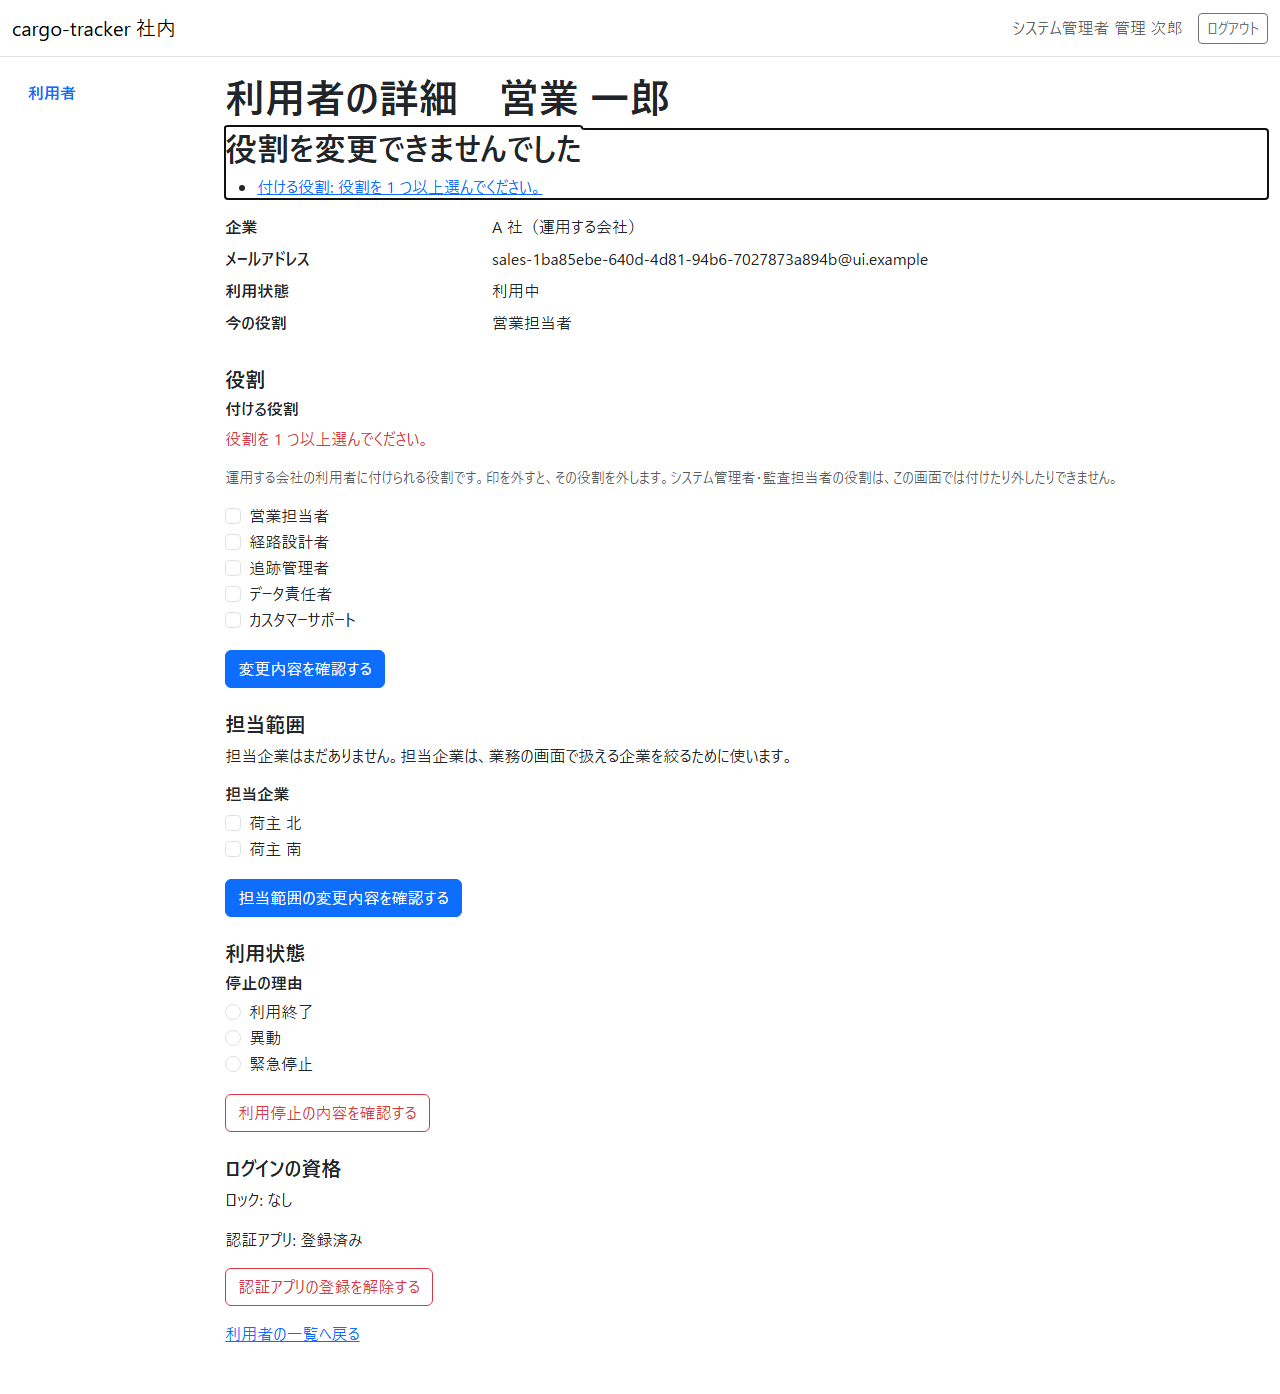 cargo-tracker 社内
システム管理者 管理 次郎
ログアウト
利用者
利用者の詳細　営業 一郎
役割を変更できませんでした
付ける役割: 役割を 1 つ以上選んでください。
企業
A 社（運用する会社）
メールアドレス
sales-1ba85ebe-640d-4d81-94b6-7027873a894b@ui.example
利用状態
利用中
今の役割
営業担当者
役割
付ける役割
役割を 1 つ以上選んでください。
運用する会社の利用者に付けられる役割です。印を外すと、その役割を外します。システム管理者・監査担当者の役割は、この画面では付けたり外したりできません。
営業担当者
経路設計者
追跡管理者
データ責任者
カスタマーサポート
変更内容を確認する
担当範囲
担当企業はまだありません。担当企業は、業務の画面で扱える企業を絞るために使います。
担当企業
荷主 北
荷主 南
担当範囲の変更内容を確認する
利用状態
停止の理由
利用終了
異動
緊急停止
利用停止の内容を確認する
ログインの資格
ロック: なし
認証アプリ: 登録済み
認証アプリの登録を解除する
利用者の一覧へ戻る